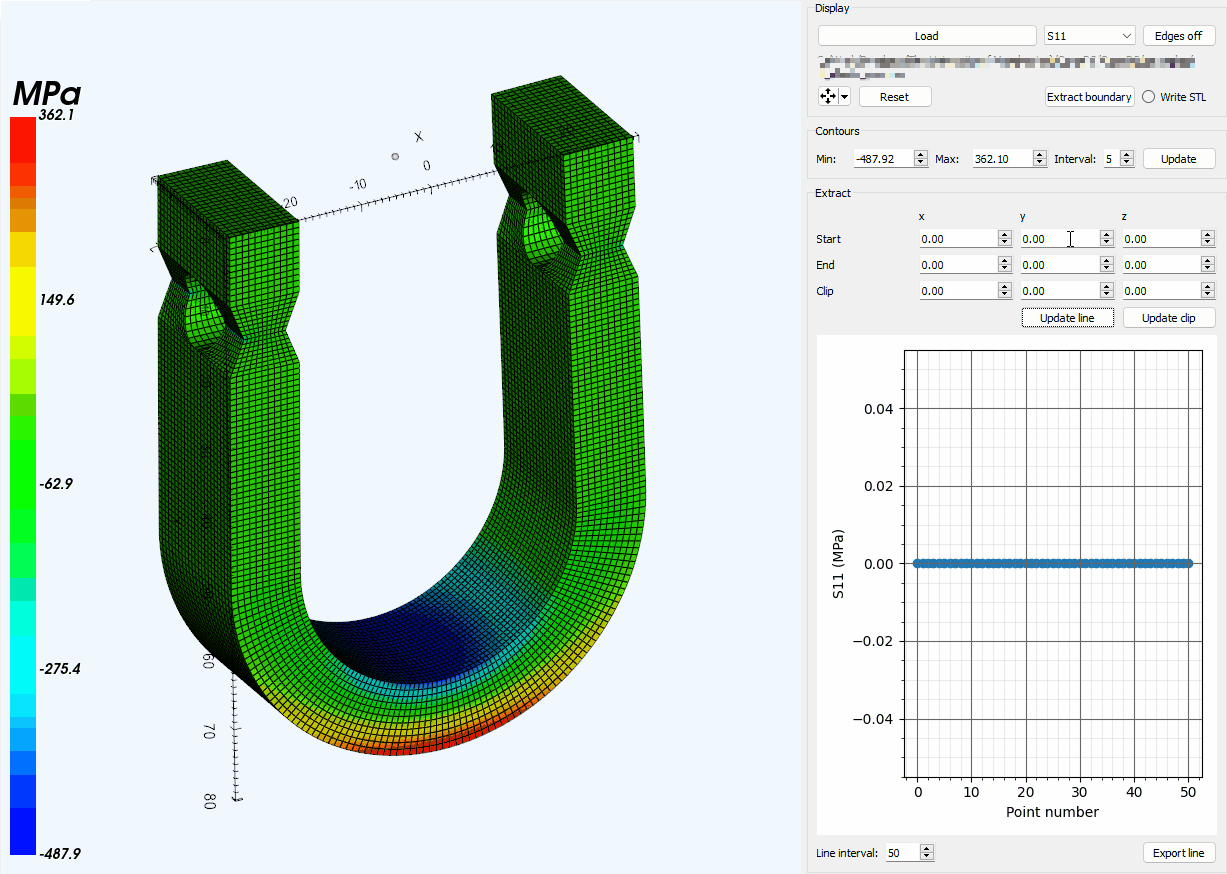 Display
Load S11 Edges off
Reset Extract boundary Write STL
Contours
Min: -487.92 Max: 362.10 Interval: 5 Update
Extract
x y z
Start 0.00 0.00 0.00
End 0.00 0.00 0.00
Clip 0.00 0.00 0.00
Update line Update clip
MPa
362.1
149.6
-62.9
-275.4
-487.9
X
0
-10
20
60
70
80
0.04
0.02
0.00
−0.02
−0.04
S11 (MPa)
0 10 20 30 40 50
Point number
Line interval: 50 Export line